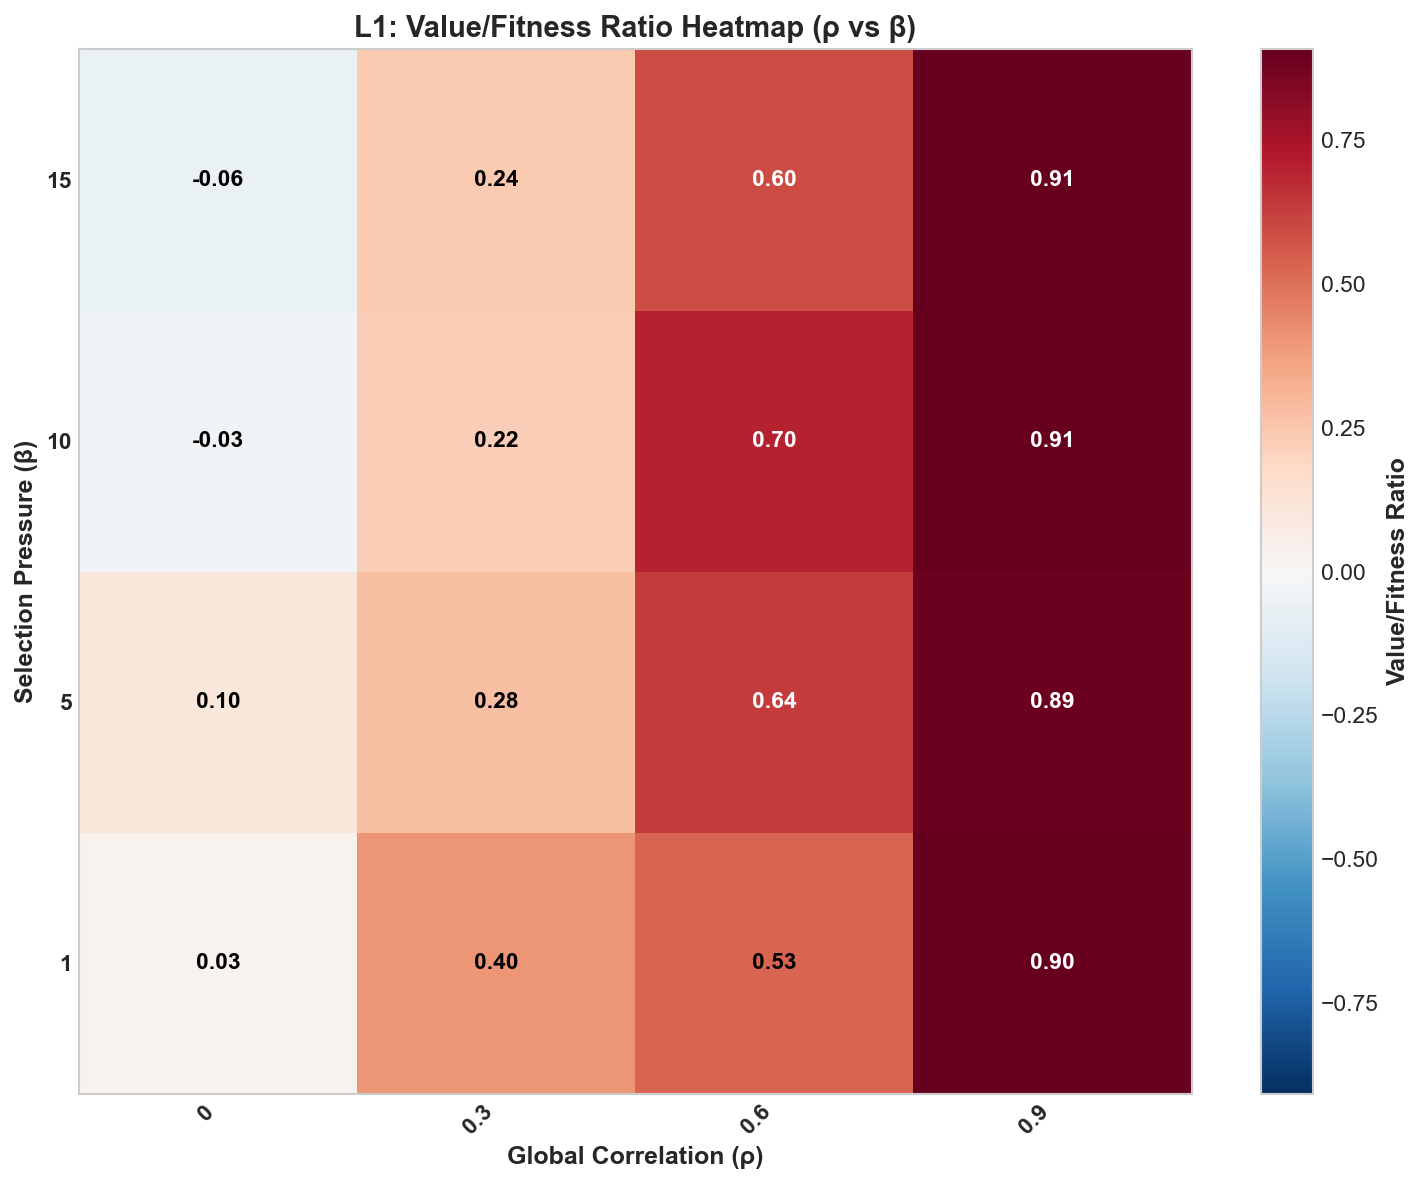 L1: Value/Fitness Ratio Heatmap (ρ vs β)
Selection Pressure (β)
15
-0.06 0.24 0.60 0.91
10
-0.03 0.22 0.70 0.91
5
0.10 0.28 0.64 0.89
1
0.03 0.40 0.53 0.90
0 0.3 0.6 0.9
Global Correlation (ρ)
0.75
0.50
0.25
0.00
−0.25
−0.50
−0.75
Value/Fitness Ratio